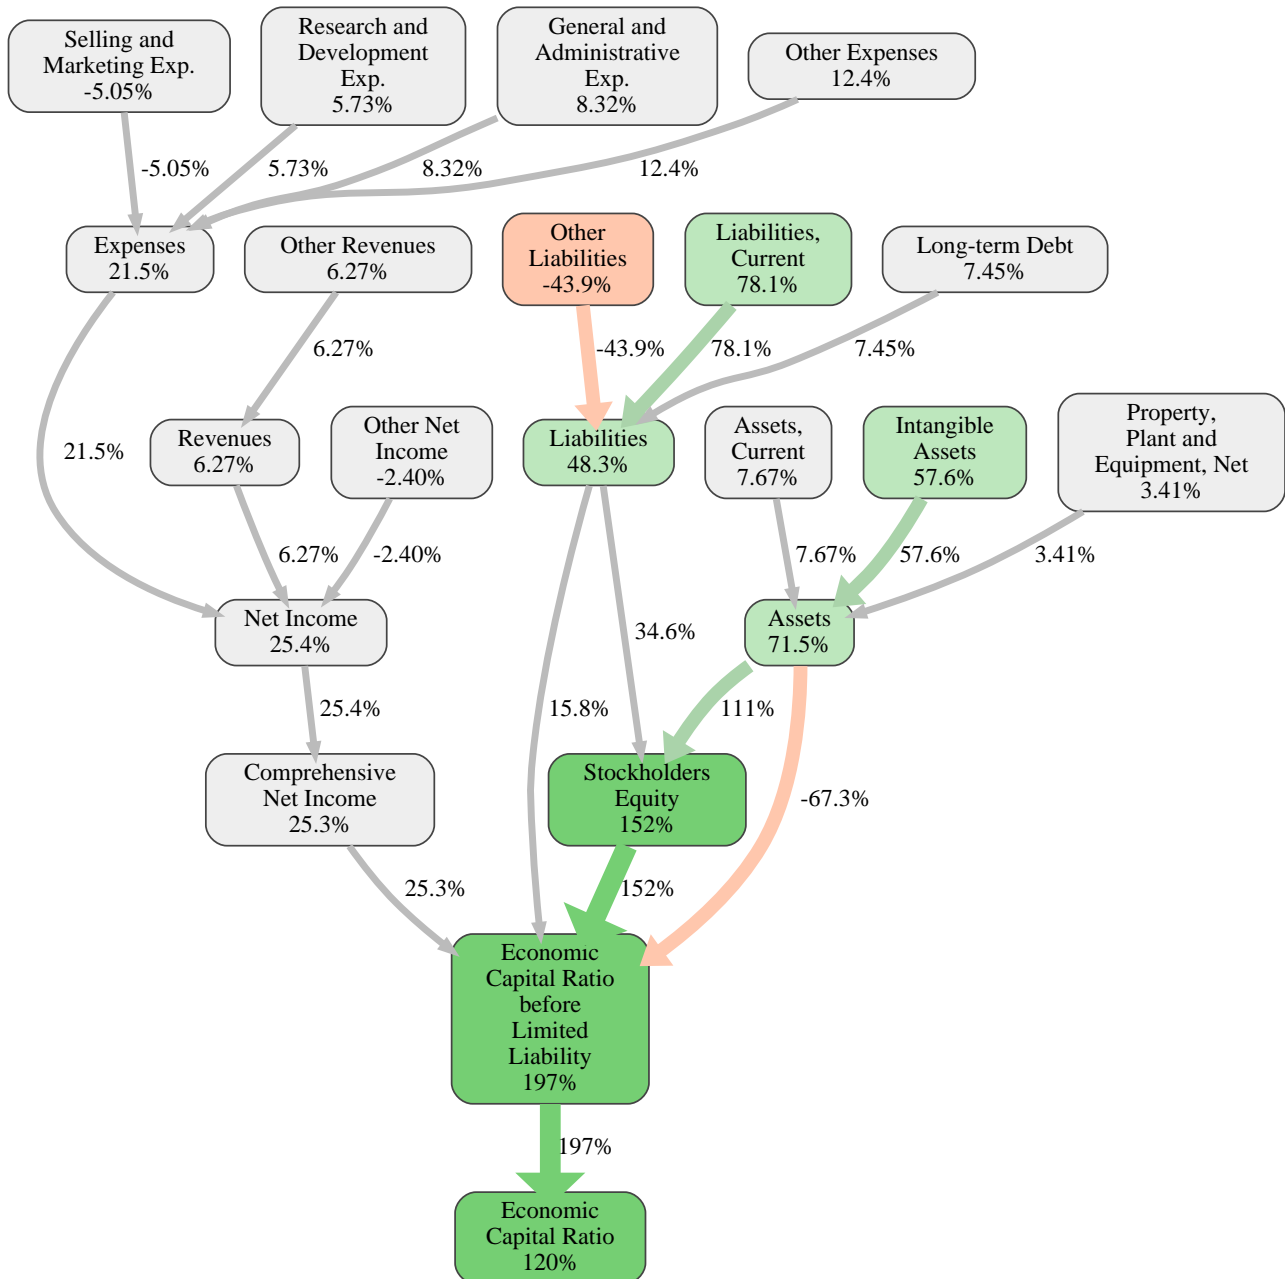 Selling and
Marketing Exp.
-5.05%
Research and
Development
Exp.
5.73%
General and
Administrative
Exp.
8.32%
Other Expenses
12.4%
-5.05%
5.73%
8.32%
12.4%
Expenses
21.5%
Other Revenues
6.27%
Other
Liabilities
-43.9%
Liabilities,
Current
78.1%
Long-term Debt
7.45%
6.27%
-43.9%
78.1%
7.45%
21.5%
Revenues
6.27%
Other Net
Income
-2.40%
Liabilities
48.3%
Assets,
Current
7.67%
Intangible
Assets
57.6%
Property,
Plant and
Equipment, Net
3.41%
6.27%
-2.40%
7.67%
57.6%
3.41%
Net Income
25.4%
34.6%
Assets
71.5%
25.4%
15.8%
111%
-67.3%
Comprehensive
Net Income
25.3%
Stockholders
Equity
152%
25.3%
152%
Economic
Capital Ratio
before
Limited
Liability
197%
197%
Economic
Capital Ratio
120%